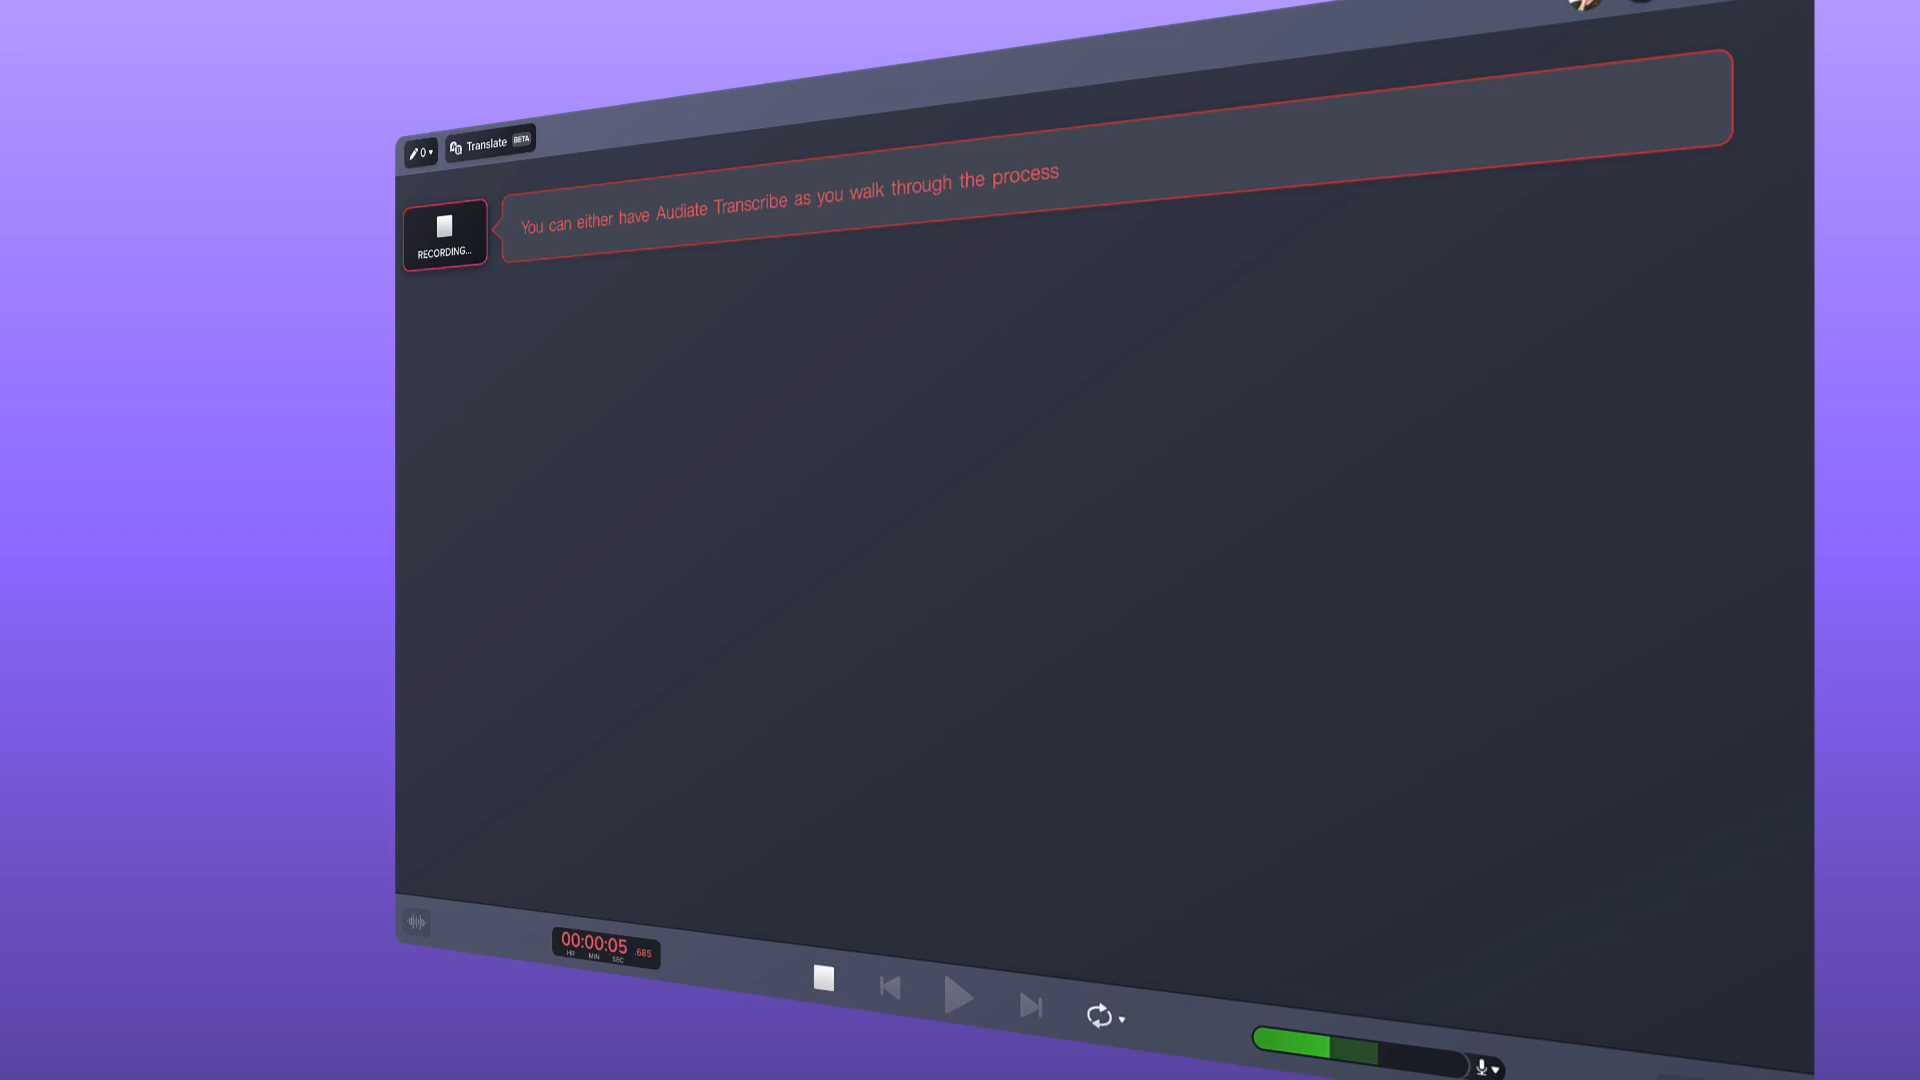 0
Translate BETA
RECORDING...
You can either have Audiate Transcribe as you walk through the process
00:00:05 .685
HR MIN SEC